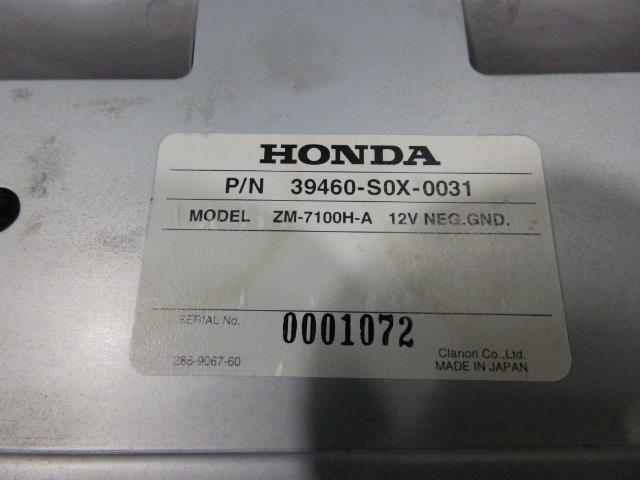 HONDA
P/N 39460-S0X-0031
MODEL ZM-7100H-A 12V NEG.GND.
SERIAL No. 0001072
286-9067-60 Clarion Co.,Ltd.
MADE IN JAPAN